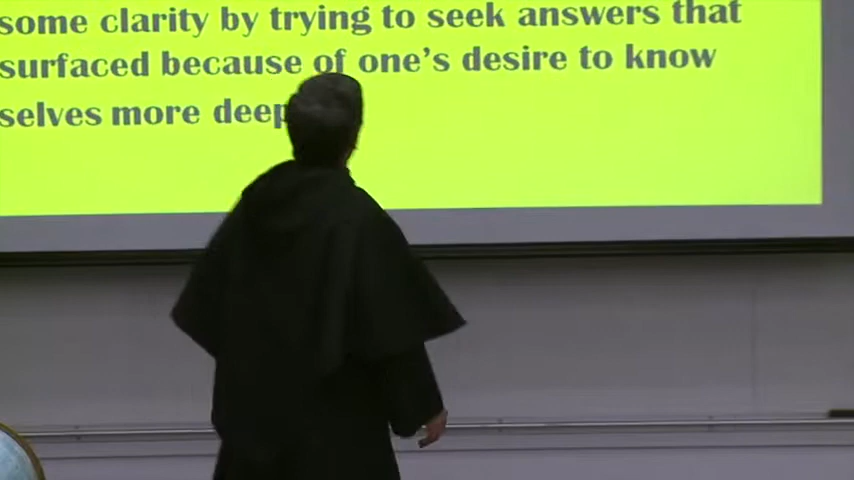 some clarity by trying to seek answers that
surfaced because of one’s desire to know
selves more deep